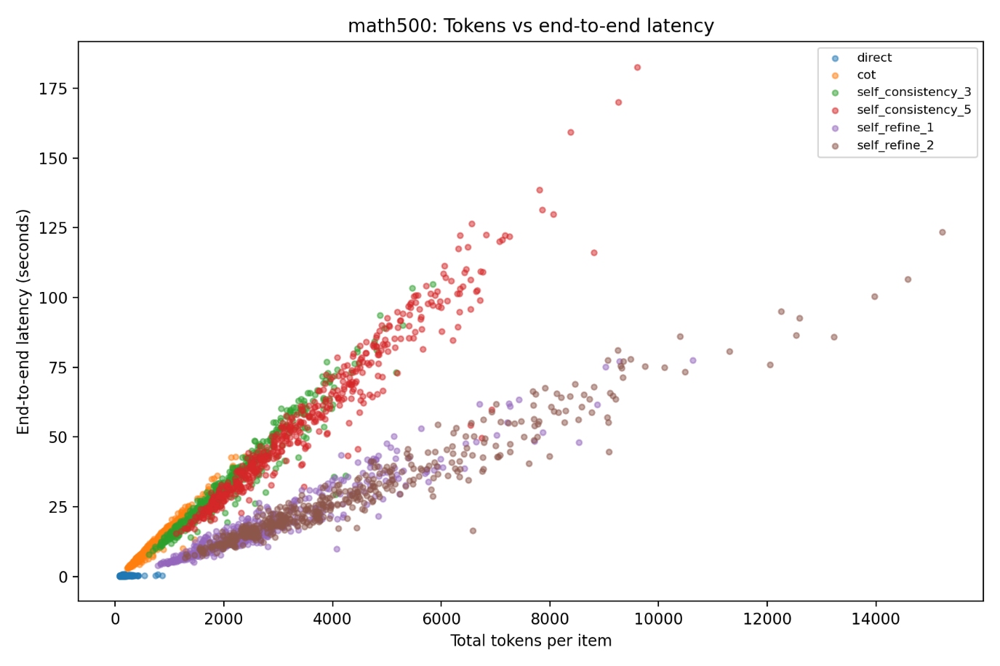 math500: Tokens vs end-to-end latency
direct
cot
self_consistency_3
self_consistency_5
self_refine_1
self_refine_2
End-to-end latency (seconds)
175
150
125
100
75
50
25
0
0 2000 4000 6000 8000 10000 12000 14000
Total tokens per item